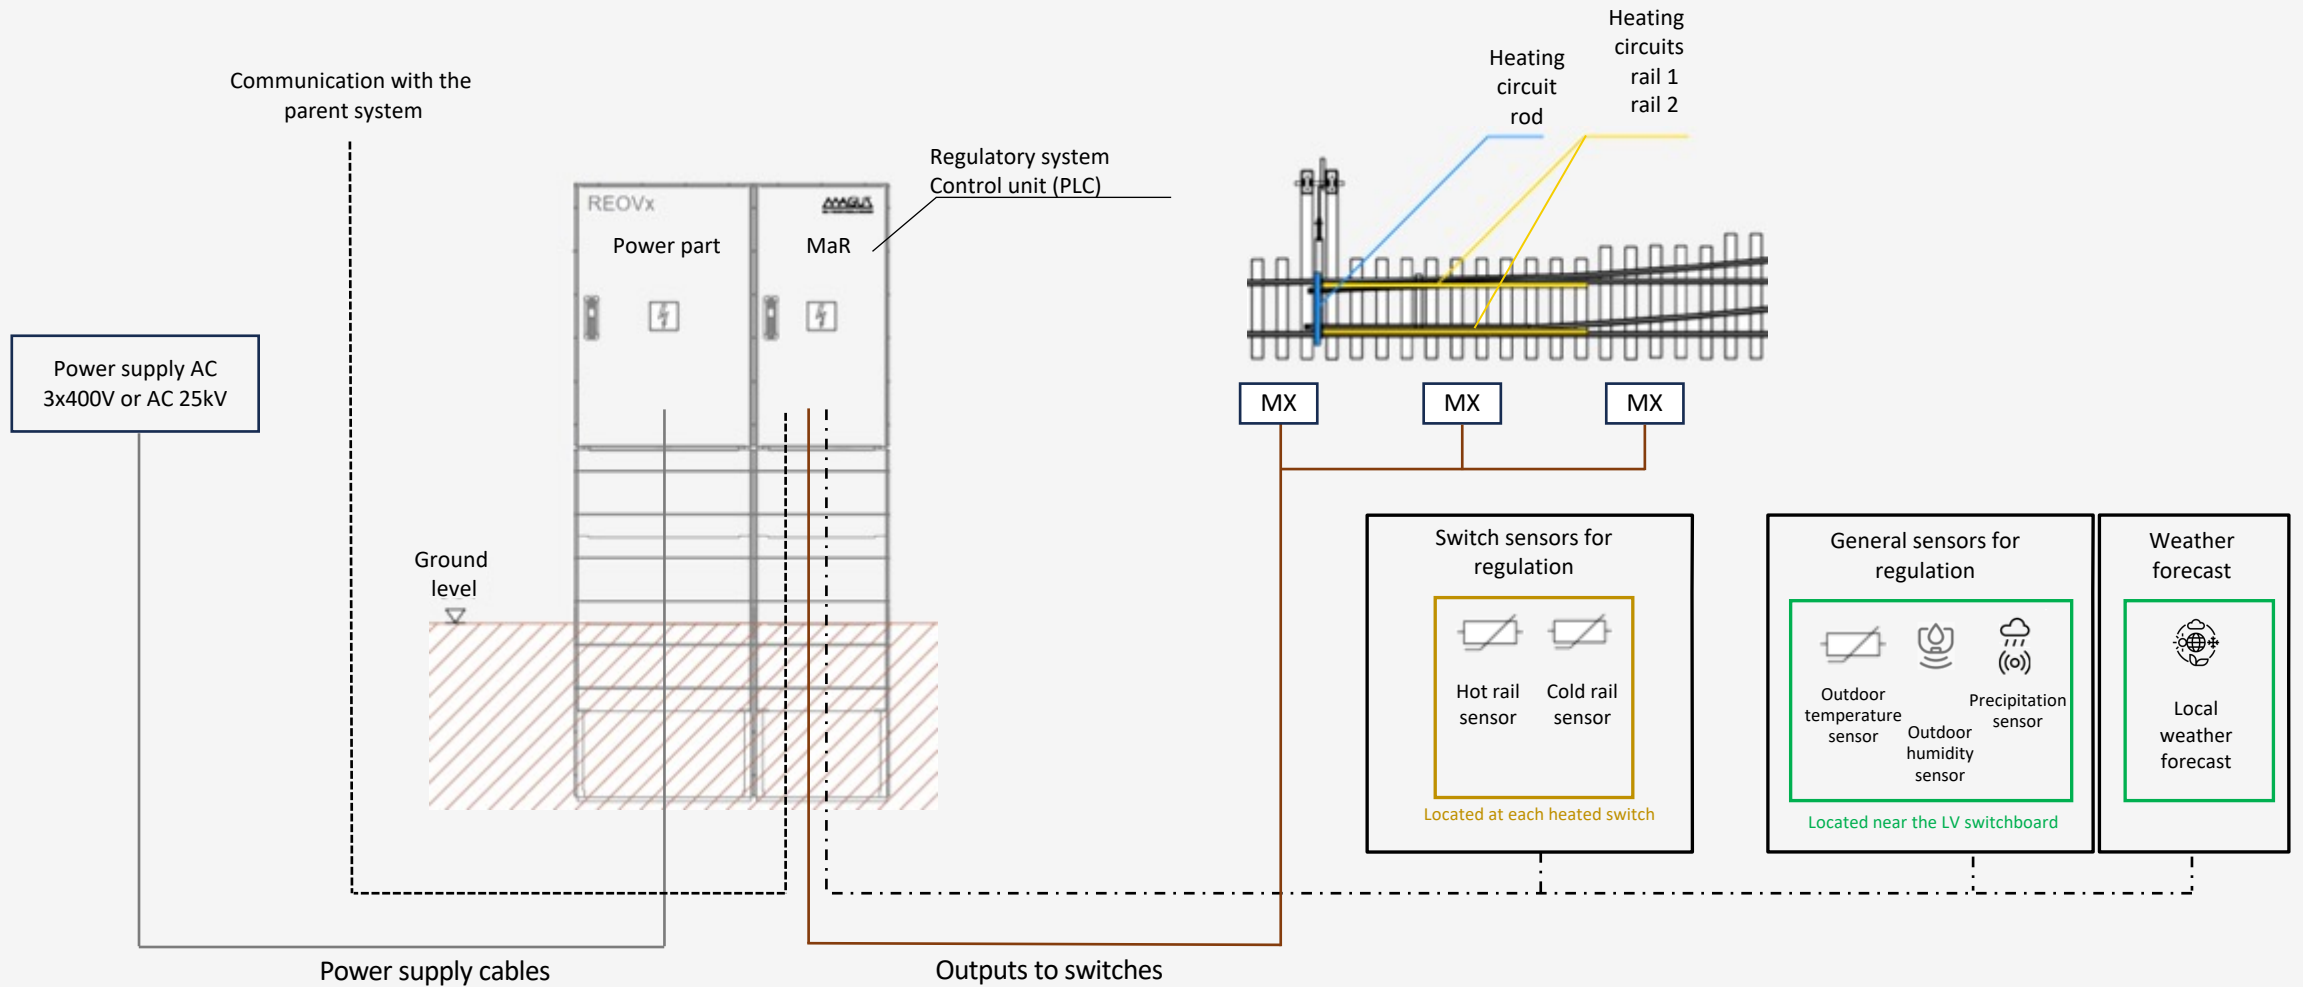 Communication with the
parent system
Regulatory system
Control unit (PLC)
Heating
circuit
rod
Heating
circuits
rail 1
rail 2
REOVx
Power part
MaR
Power supply AC
3x400V or AC 25kV
MX
MX
MX
Ground
level
Switch sensors for
regulation
Hot rail
sensor
Cold rail
sensor
Located at each heated switch
General sensors for
regulation
Outdoor
temperature
sensor
Outdoor
humidity
sensor
Precipitation
sensor
Located near the LV switchboard
Weather
forecast
Local
weather
forecast
Power supply cables
Outputs to switches